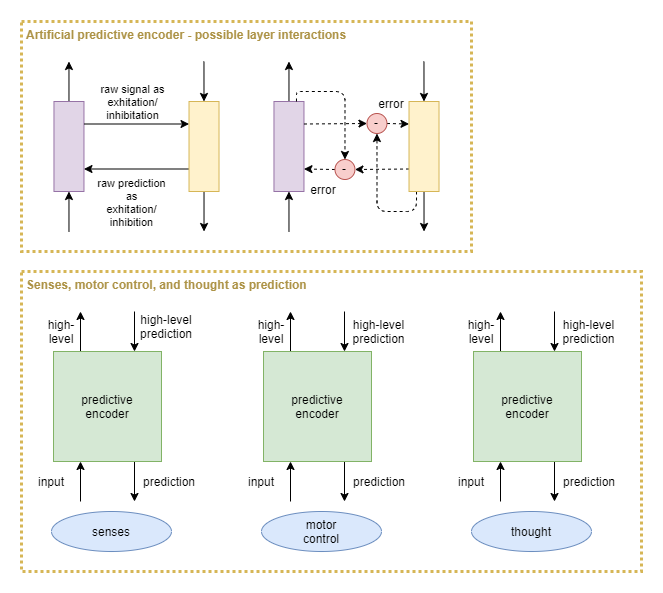 Artificial predictive encoder - possible layer interactions
raw signal as
exhitation/
inhibitation
raw prediction
as
exhitation/
inhibition
error
-
-
error
Senses, motor control, and thought as prediction
high-
level
high-level
prediction
predictive
encoder
input
prediction
senses
high-
level
high-level
prediction
predictive
encoder
input
prediction
motor
control
high-
level
high-level
prediction
predictive
encoder
input
prediction
thought